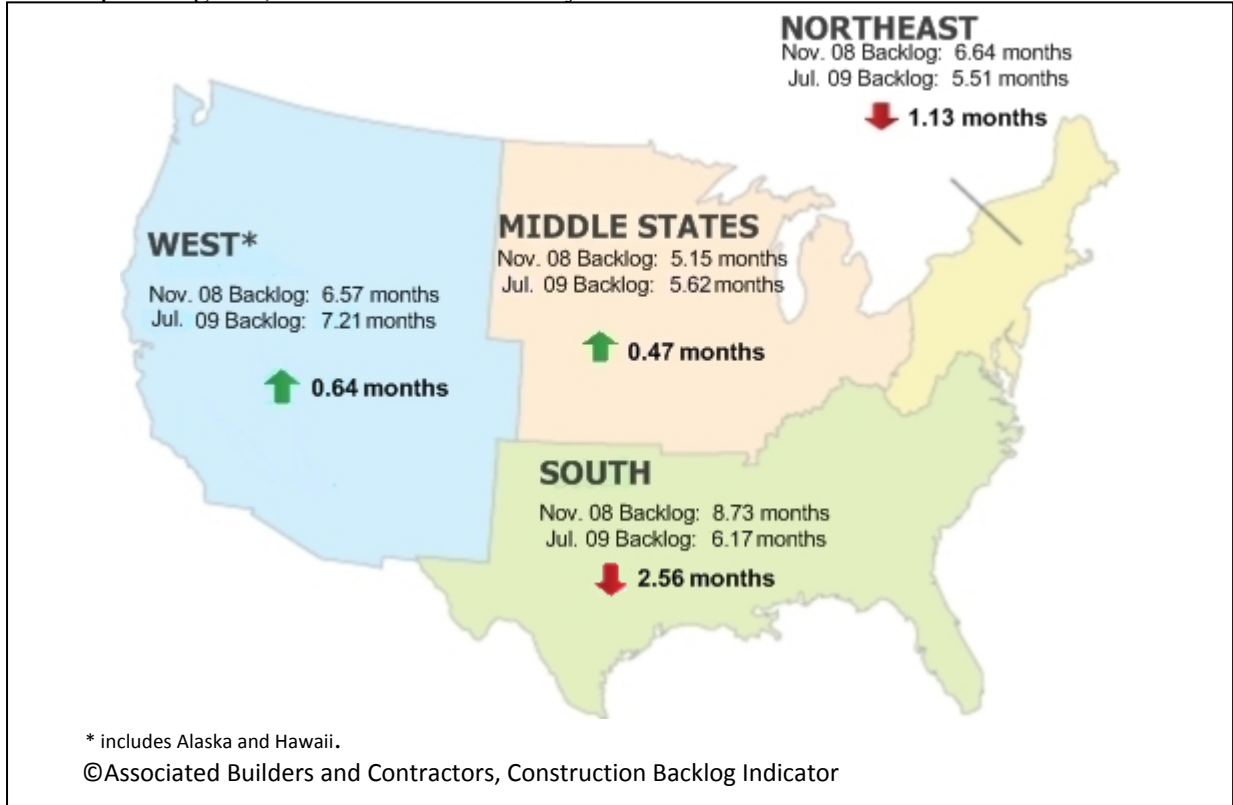 NORTHEAST
Nov. 08 Backlog: 6.64 months
Jul. 09 Backlog: 5.51 months
1.13 months
WEST*
Nov. 08 Backlog: 6.57 months
Jul. 09 Backlog: 7.21 months
0.64 months
MIDDLE STATES
Nov. 08 Backlog: 5.15 months
Jul. 09 Backlog: 5.62 months
0.47 months
SOUTH
Nov. 08 Backlog: 8.73 months
Jul. 09 Backlog: 6.17 months
2.56 months
* includes Alaska and Hawaii.
©Associated Builders and Contractors, Construction Backlog Indicator